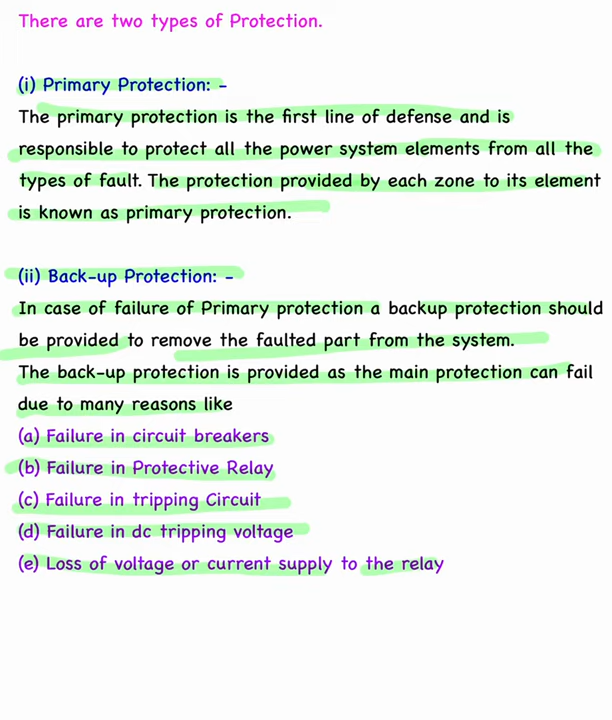 There are two types of Protection.
(i) Primary Protection: -
The primary protection is the first line of defense and is
responsible to protect all the power system elements from all the
types of fault. The protection provided by each zone to its element
is known as primary protection.
(ii) Back-up Protection: -
In case of failure of Primary protection a backup protection should
be provided to remove the faulted part from the system.
The back-up protection is provided as the main protection can fail
due to many reasons like
(a) Failure in circuit breakers
(b) Failure in Protective Relay
(c) Failure in tripping Circuit
(d) Failure in dc tripping voltage
(e) Loss of voltage or current supply to the relay